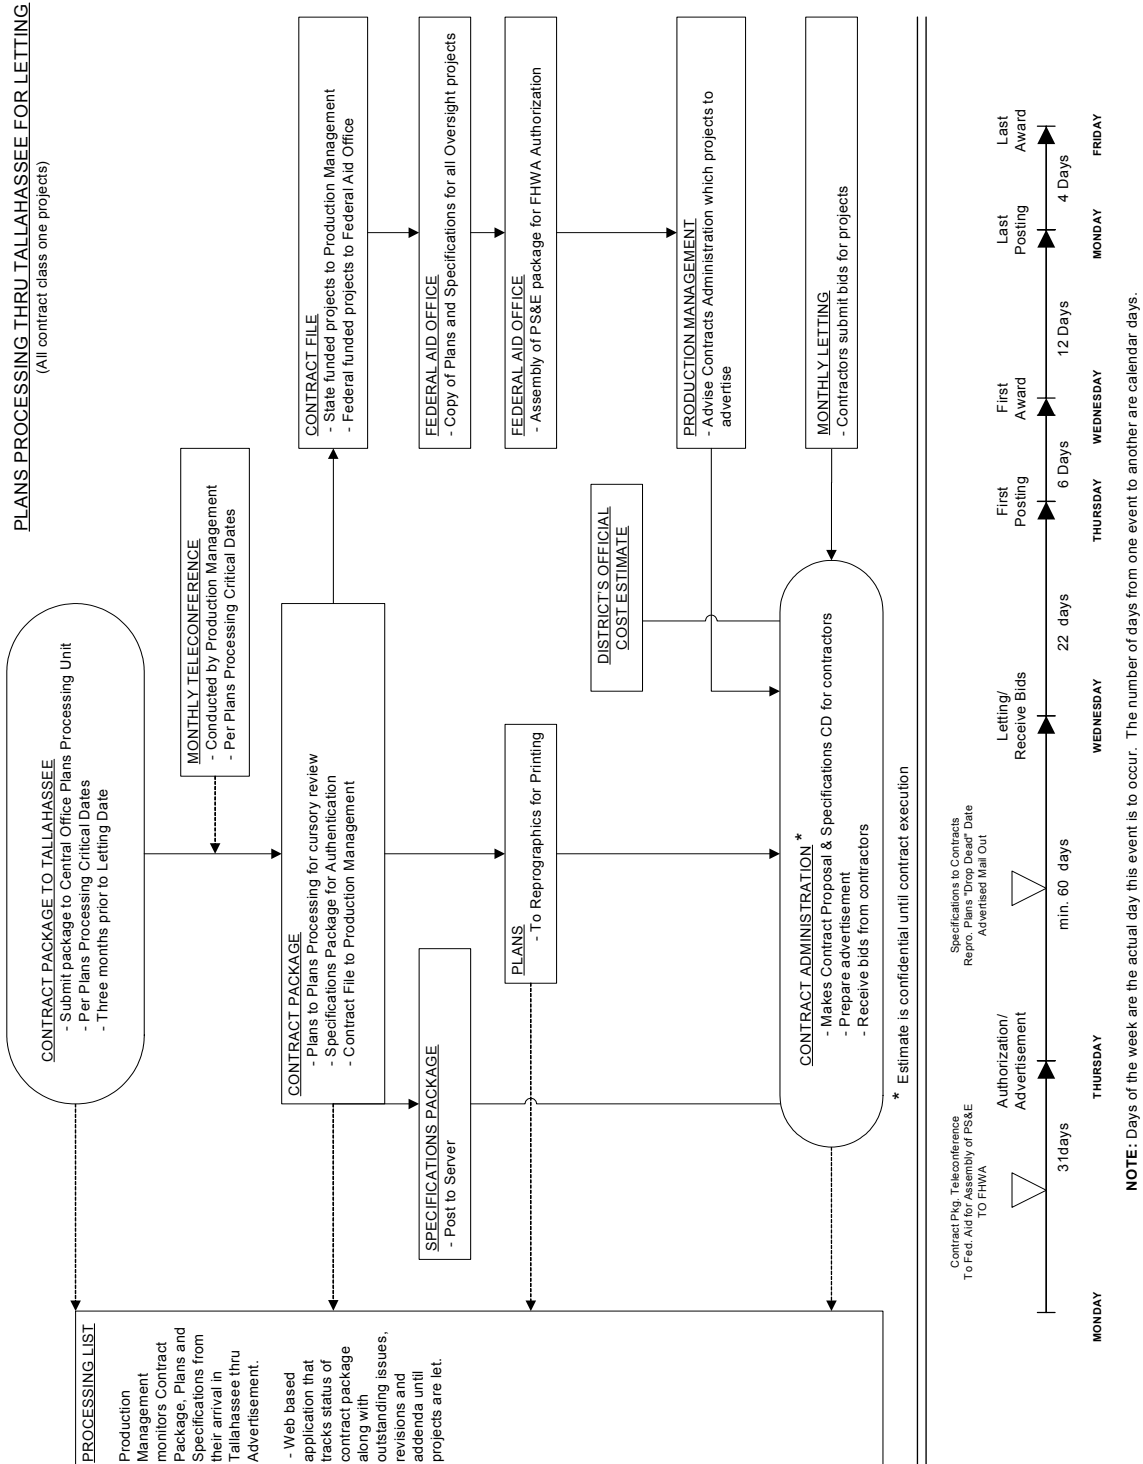 PLANS PROCESSING THRU TALLAHASSEE FOR LETTING
(All contract class one projects)
CONTRACT PACKAGE TO TALLAHASSEE
- Submit package to Central Office Plans Processing Unit
- Per Plans Processing Critical Dates
- Three months prior to Letting Date
MONTHLY TELECONFERENCE
- Conducted by Production Management
- Per Plans Processing Critical Dates
PROCESSING LIST
Production
Management
monitors Contract
Package, Plans and
Specifications from
their arrival in
Tallahassee thru
Advertisement.
- Web based
application that
tracks status of
contract package
along with
outstanding issues,
revisions and
addenda until
projects are let.
CONTRACT PACKAGE
- Plans to Plans Processing for cursory review
- Specifications Package for Authentication
- Contract File to Production Management
CONTRACT FILE
- State funded projects to Production Management
- Federal funded projects to Federal Aid Office
SPECIFICATIONS PACKAGE
- Post to Server
FEDERAL AID OFFICE
- Copy of Plans and Specifications for all Oversight projects
PLANS
- To Reprographics for Printing
FEDERAL AID OFFICE
- Assembly of PS&E package for FHWA Authorization
DISTRICT'S OFFICIAL
COST ESTIMATE
PRODUCTION MANAGEMENT
- Advise Contracts Administration which projects to
advertise
CONTRACT ADMINISTRATION *
- Makes Contract Proposal & Specifications CD for contractors
- Prepare advertisement
- Receive bids from contractors
MONTHLY LETTING
- Contractors submit bids for projects
* Estimate is confidential until contract execution
Contract Pkg. Teleconference
To Fed. Aid for Assembly of PS&E
TO FHWA
Authorization/
Advertisement
Specifications to Contracts
Repro. Plans "Drop Dead" Date
Advertised Mail Out
Letting/
Receive Bids
First
Posting
First
Award
Last
Posting
Last
Award
31days
min. 60 days
22 days
6 Days
12 Days
4 Days
MONDAY
THURSDAY
WEDNESDAY
THURSDAY
WEDNESDAY
MONDAY
FRIDAY
NOTE: Days of the week are the actual day this event is to occur. The number of days from one event to another are calendar days.